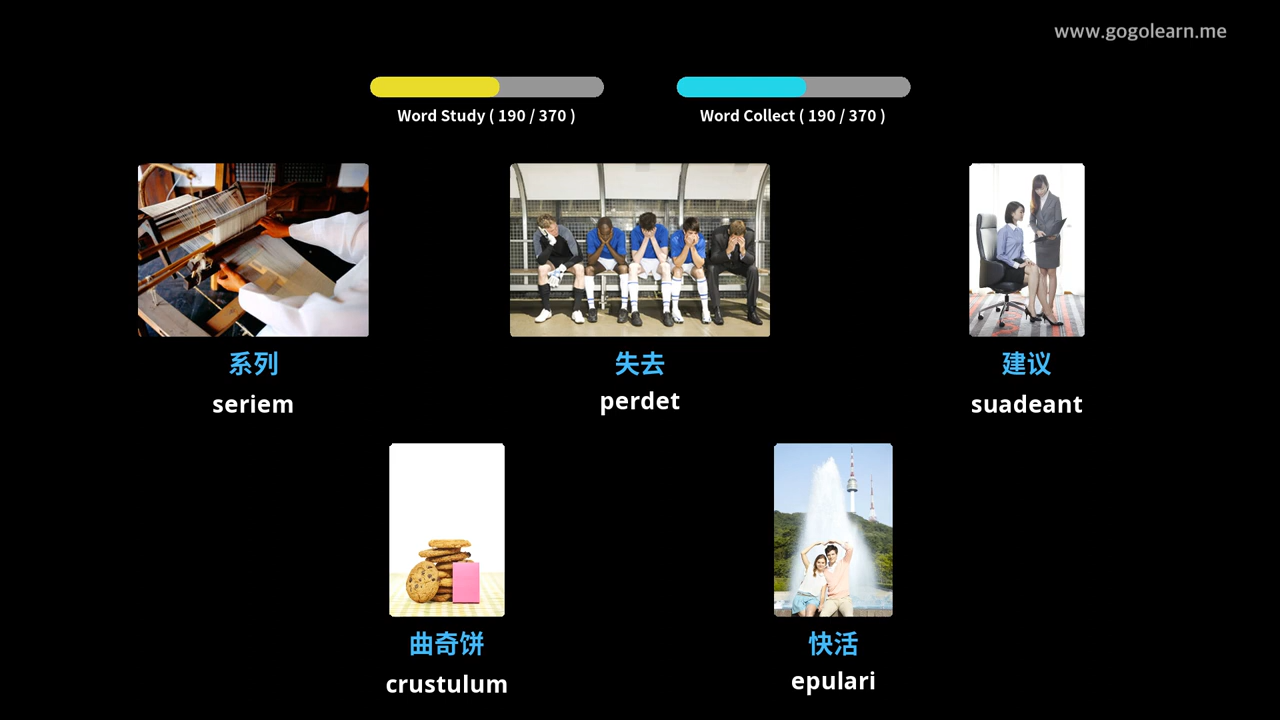 www.gogolearn.me
Word Study ( 190 / 370 )
Word Collect ( 190 / 370 )
系列
seriem
失去
perdet
建议
suadeant
曲奇饼
crustulum
快活
epulari